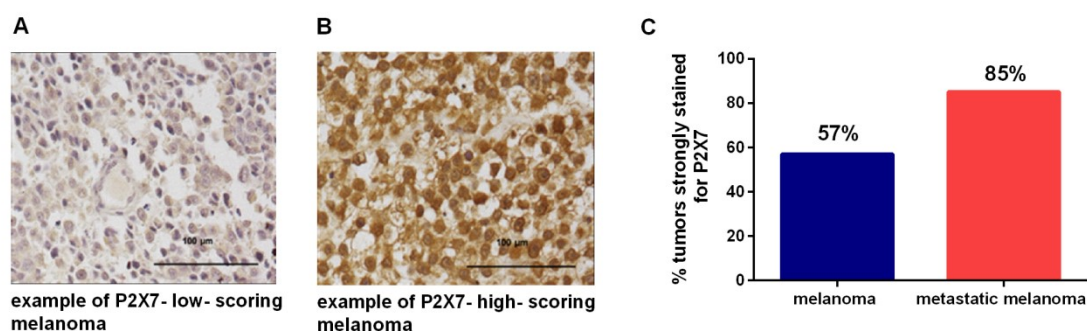 A
100 μm
example of P2X7- low- scoring
melanoma
B
100 μm
example of P2X7- high- scoring
melanoma
C
% tumors strongly stained
for P2X7
100
80
60
40
20
0
57%
85%
melanoma
metastatic melanoma